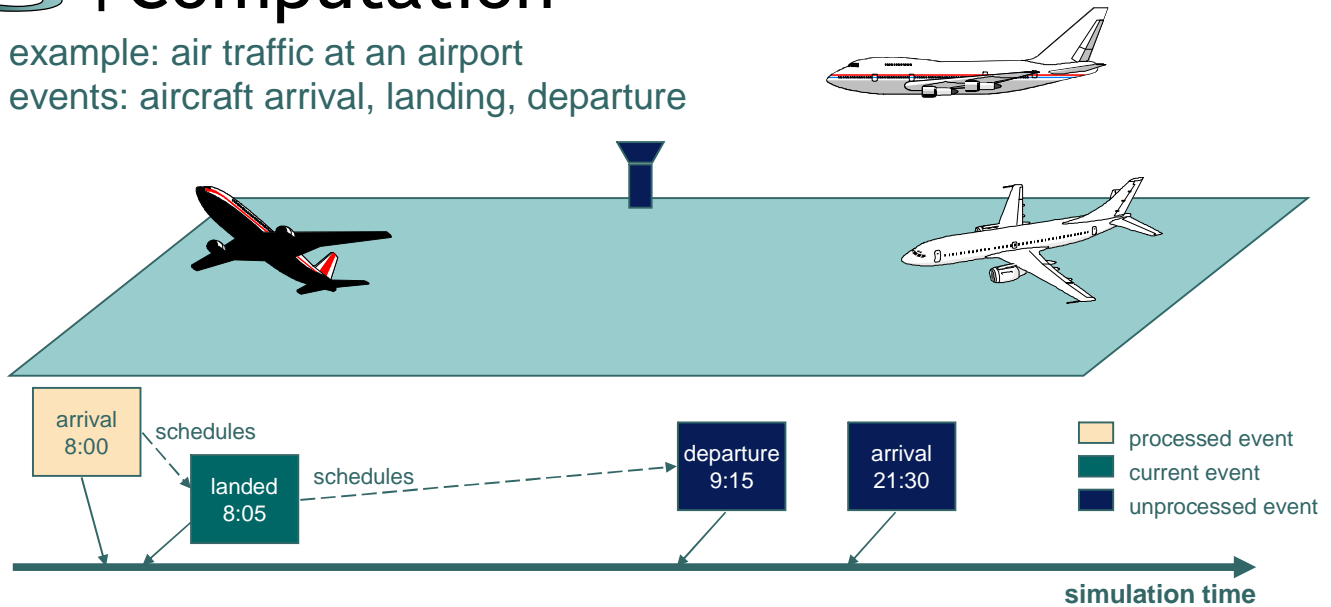 Computation
example: air traffic at an airport
events: aircraft arrival, landing, departure
arrival
8:00
schedules
landed
8:05
schedules
departure
9:15
arrival
21:30
processed event
current event
unprocessed event
simulation time